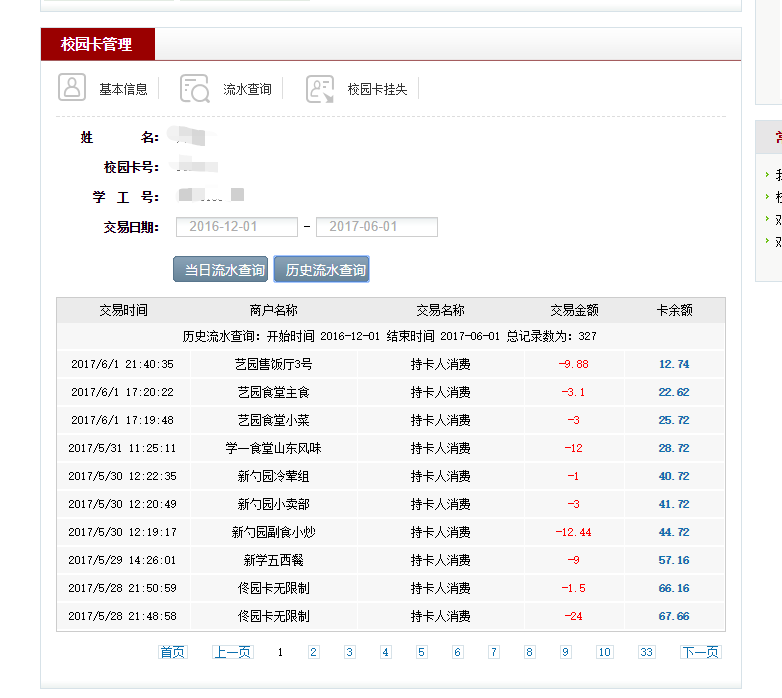 校园卡管理
基本信息 流水查询 校园卡挂失
姓 名：
校园卡号：
学 工 号：
交易日期： 2016-12-01 - 2017-06-01
当日流水查询 历史流水查询
交易时间 商户名称 交易名称 交易金额 卡余额
历史流水查询：开始时间 2016-12-01 结束时间 2017-06-01 总记录数为：327
2017/6/1 21:40:35 艺园售饭厅3号 持卡人消费 -9.88 12.74
2017/6/1 17:20:22 艺园食堂主食 持卡人消费 -3.1 22.62
2017/6/1 17:19:48 艺园食堂小菜 持卡人消费 -3 25.72
2017/5/31 11:25:11 学一食堂山东风味 持卡人消费 -12 28.72
2017/5/30 12:22:35 新勺园冷荤组 持卡人消费 -1 40.72
2017/5/30 12:20:49 新勺园小卖部 持卡人消费 -3 41.72
2017/5/30 12:19:17 新勺园副食小炒 持卡人消费 -12.44 44.72
2017/5/29 14:26:01 新学五西餐 持卡人消费 -9 57.16
2017/5/28 21:50:59 佟园卡无限制 持卡人消费 -1.5 66.16
2017/5/28 21:48:58 佟园卡无限制 持卡人消费 -24 67.66
首页 上一页 1 2 3 4 5 6 7 8 9 10 33 下一页